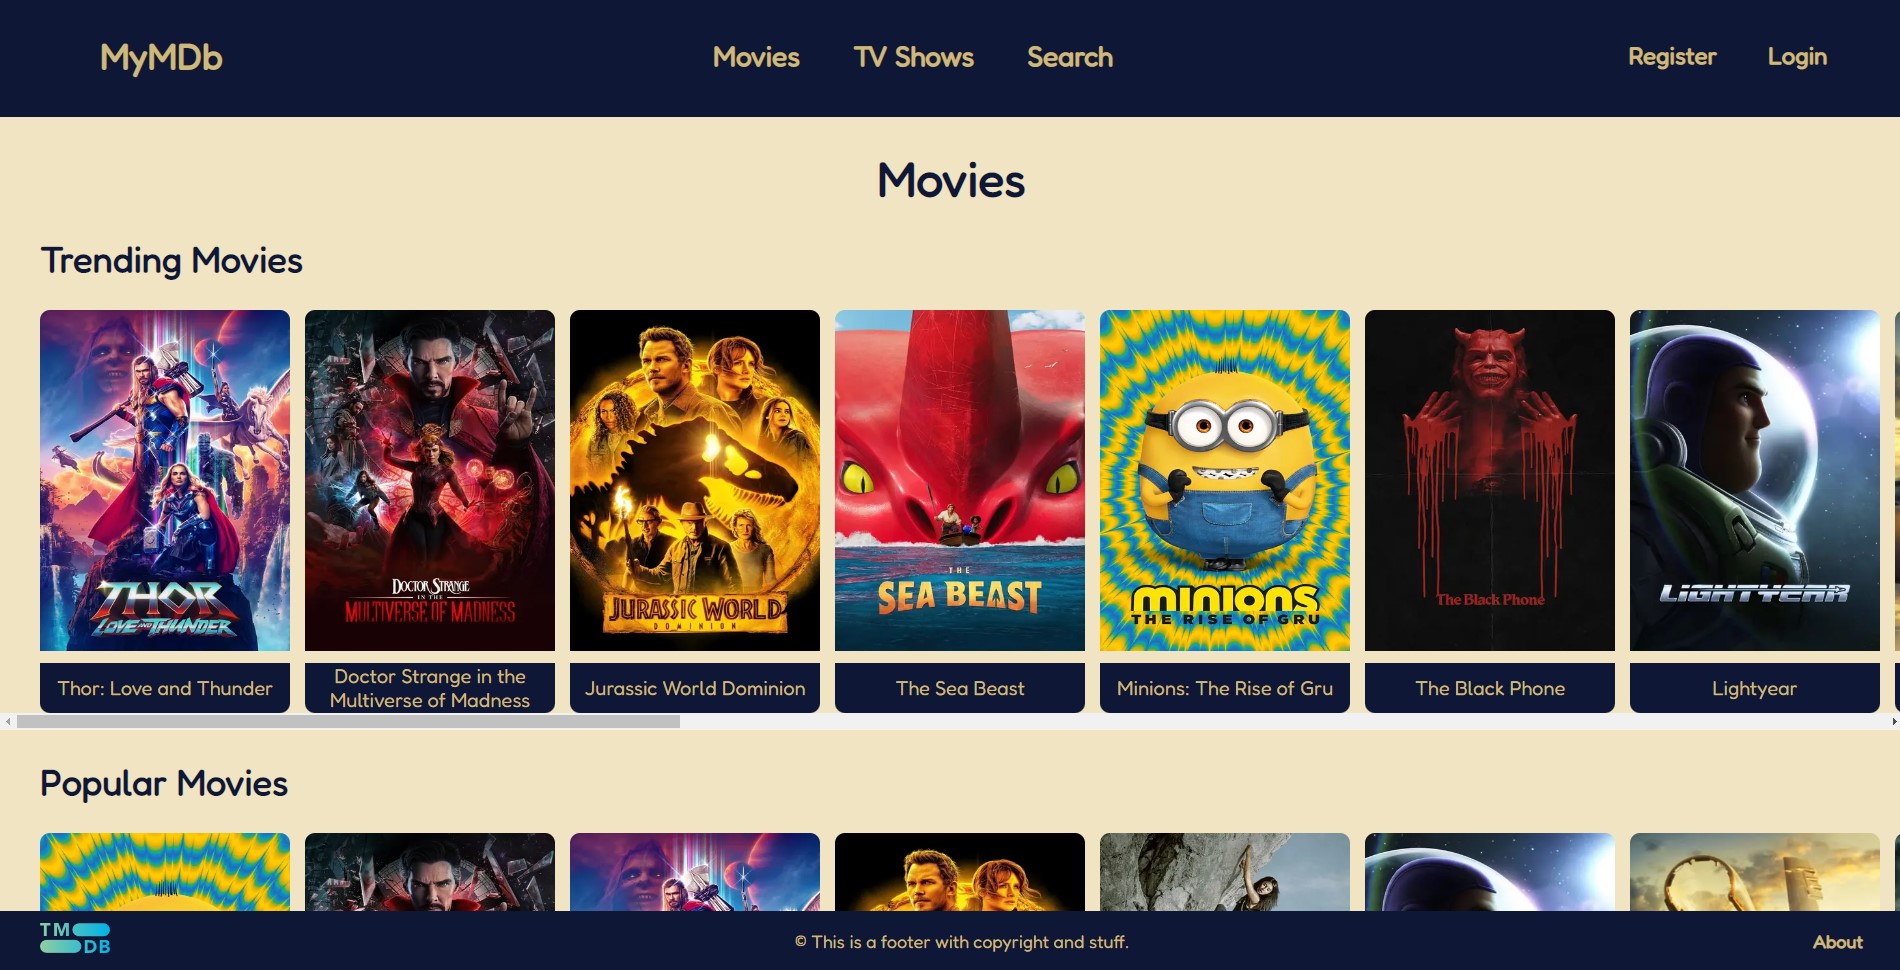 MyMDb
Movies
TV Shows
Search
Register
Login
Movies
Trending Movies
THOR
LOVE AND THUNDER
DOCTOR STRANGE
IN THE
MULTIVERSE OF MADNESS
JURASSIC WORLD
DOMINION
THE
SEA BEAST
minions
THE RISE OF GRU
The Black Phone
LIGHTYEAR
Thor: Love and Thunder
Doctor Strange in the
Multiverse of Madness
Jurassic World Dominion
The Sea Beast
Minions: The Rise of Gru
The Black Phone
Lightyear
Popular Movies
TM
DB
© This is a footer with copyright and stuff.
About